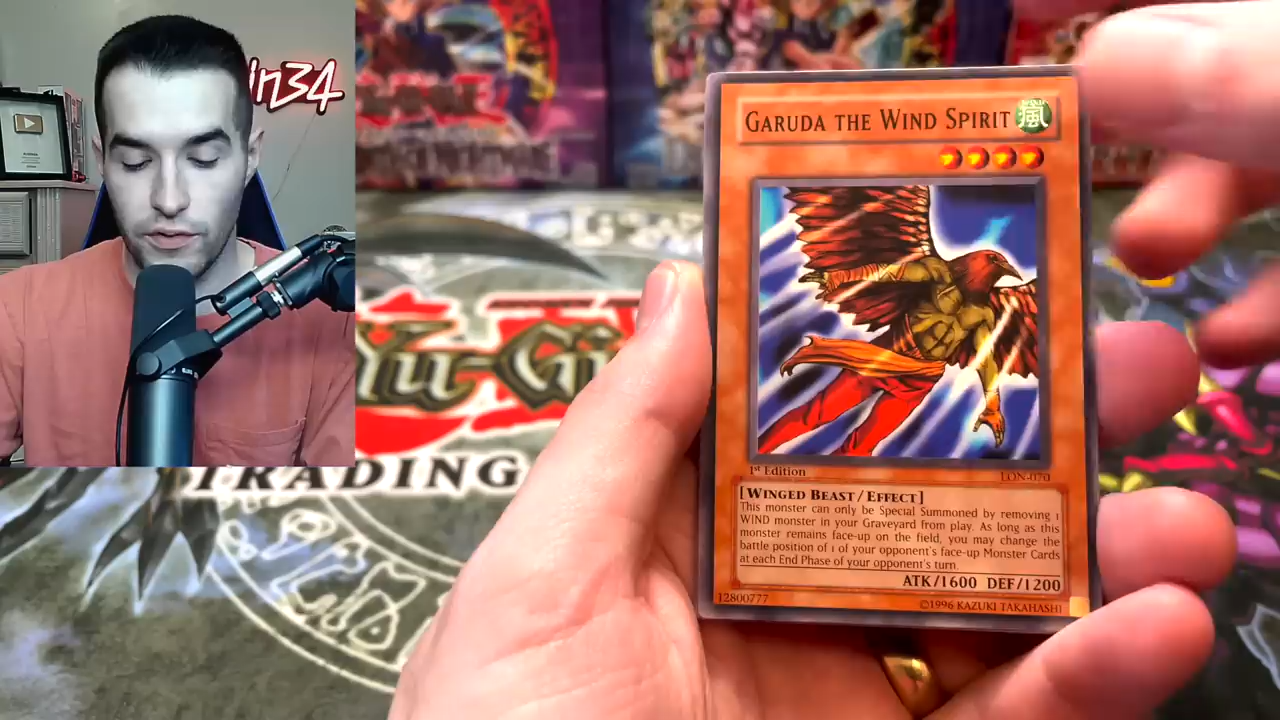 in34
GARUDA THE WIND SPIRIT
1st Edition
LON-070
[WINGED BEAST/EFFECT]
This monster can only be Special Summoned by removing 1
WIND monster in your Graveyard from play. As long as this
monster remains face-up on the field, you may change the
battle position of 1 of your opponent's face-up Monster Cards
at each End Phase of your opponent's turn.
ATK/1600 DEF/1200
12800777
©1996 KAZUKI TAKAHASHI
Yu-Gi
TRADING